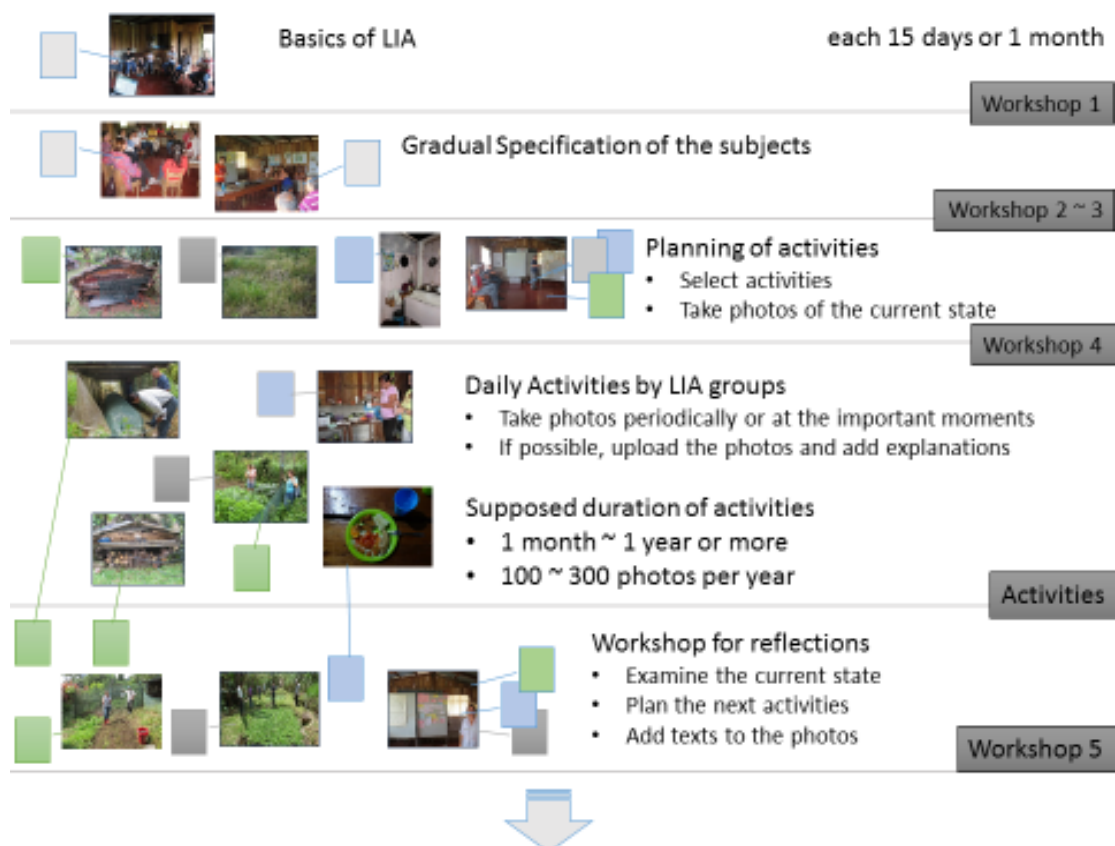 Basics of LIA
each 15 days or 1 month
Workshop 1
Gradual Specification of the subjects
Workshop 2 ~ 3
Planning of activities
• Select activities
• Take photos of the current state
Workshop 4
Daily Activities by LIA groups
• Take photos periodically or at the important moments
• If possible, upload the photos and add explanations
Supposed duration of activities
• 1 month ~ 1 year or more
• 100 ~ 300 photos per year
Activities
Workshop for reflections
• Examine the current state
• Plan the next activities
• Add texts to the photos
Workshop 5